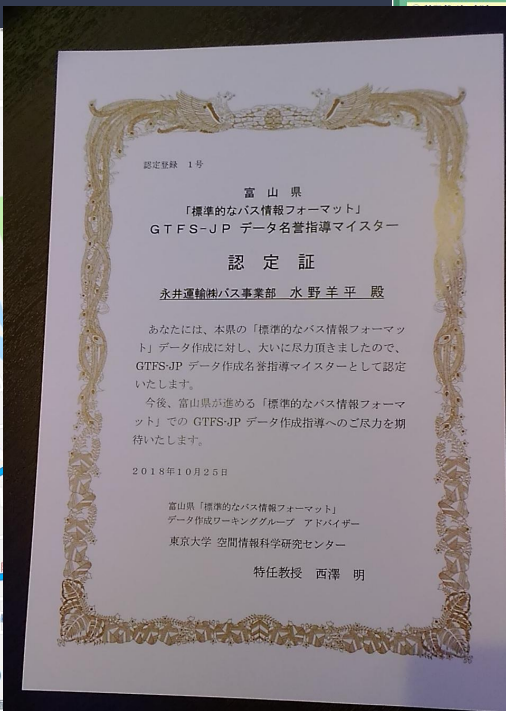 認定登録 1号
富山県
「標準的なバス情報フォーマット」
GTFS-JP データ名誉指導マイスター
認定証
永井運輸㈱バス事業部 水野羊平 殿
あなたには、本県の「標準的なバス情報フォーマッ
ト」データ作成に対し、大いに尽力頂きましたので、
GTFS-JP データ作成名誉指導マイスターとして認定
いたします。
今後、富山県が進める「標準的なバス情報フォーマ
ット」での GTFS-JP データ作成指導へのご尽力を期
待いたします。
2018年10月25日
富山県「標準的なバス情報フォーマット」
データ作成ワーキンググループ アドバイザー
東京大学 空間情報科学研究センター
特任教授 西澤 明